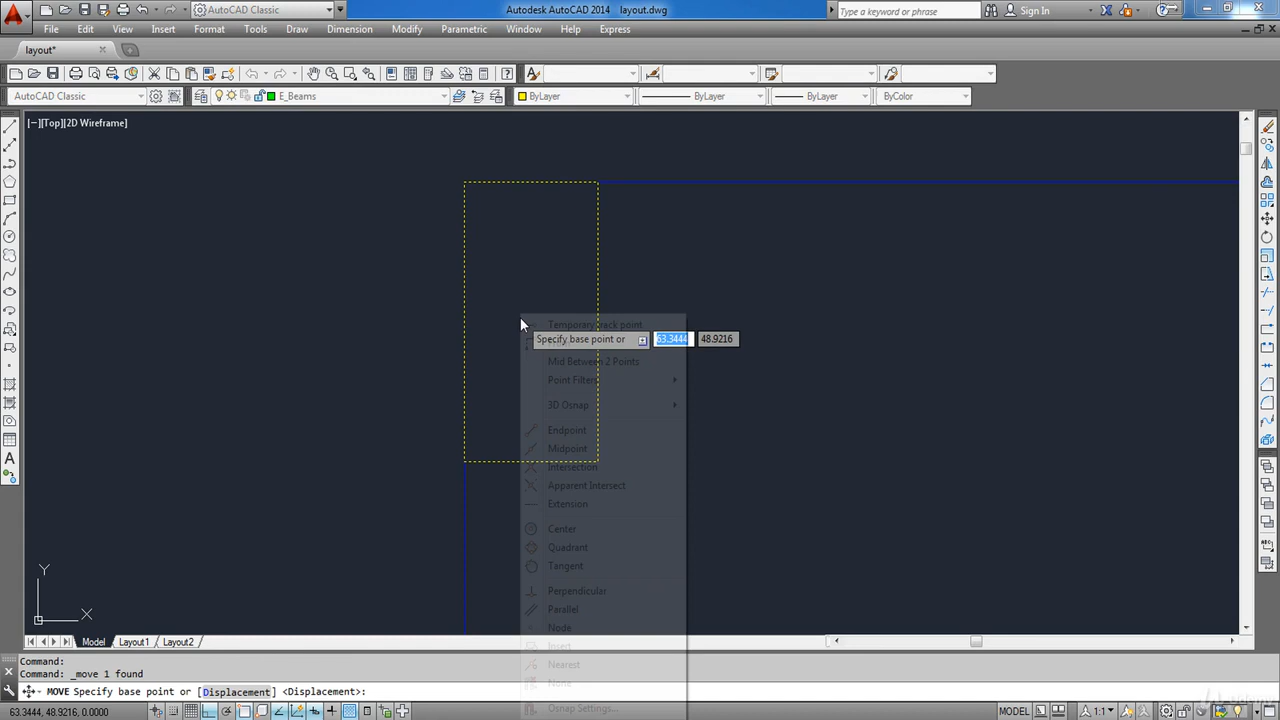 AutoCAD Classic
Autodesk AutoCAD 2014 layout.dwg
Type a keyword or phrase
Sign In
File Edit View Insert Format Tools Draw Dimension Modify Parametric Window Help Express
layout*
AutoCAD Classic
E_Beams
ByLayer
ByLayer
ByLayer
ByColor
[−][Top][2D Wireframe]
Temporary track point
Specify base point or
63.3444
48.9216
Mid Between 2 Points
Point Filters
3D Osnap
Endpoint
Midpoint
Intersection
Apparent Intersect
Extension
Center
Quadrant
Tangent
Perpendicular
Parallel
Node
Insert
Nearest
None
Osnap Settings...
Y
X
Model Layout1 Layout2
Command:
Command: _move 1 found
MOVE Specify base point or [Displacement] <Displacement>:
63.3444, 48.9216, 0.0000
MODEL
1:1